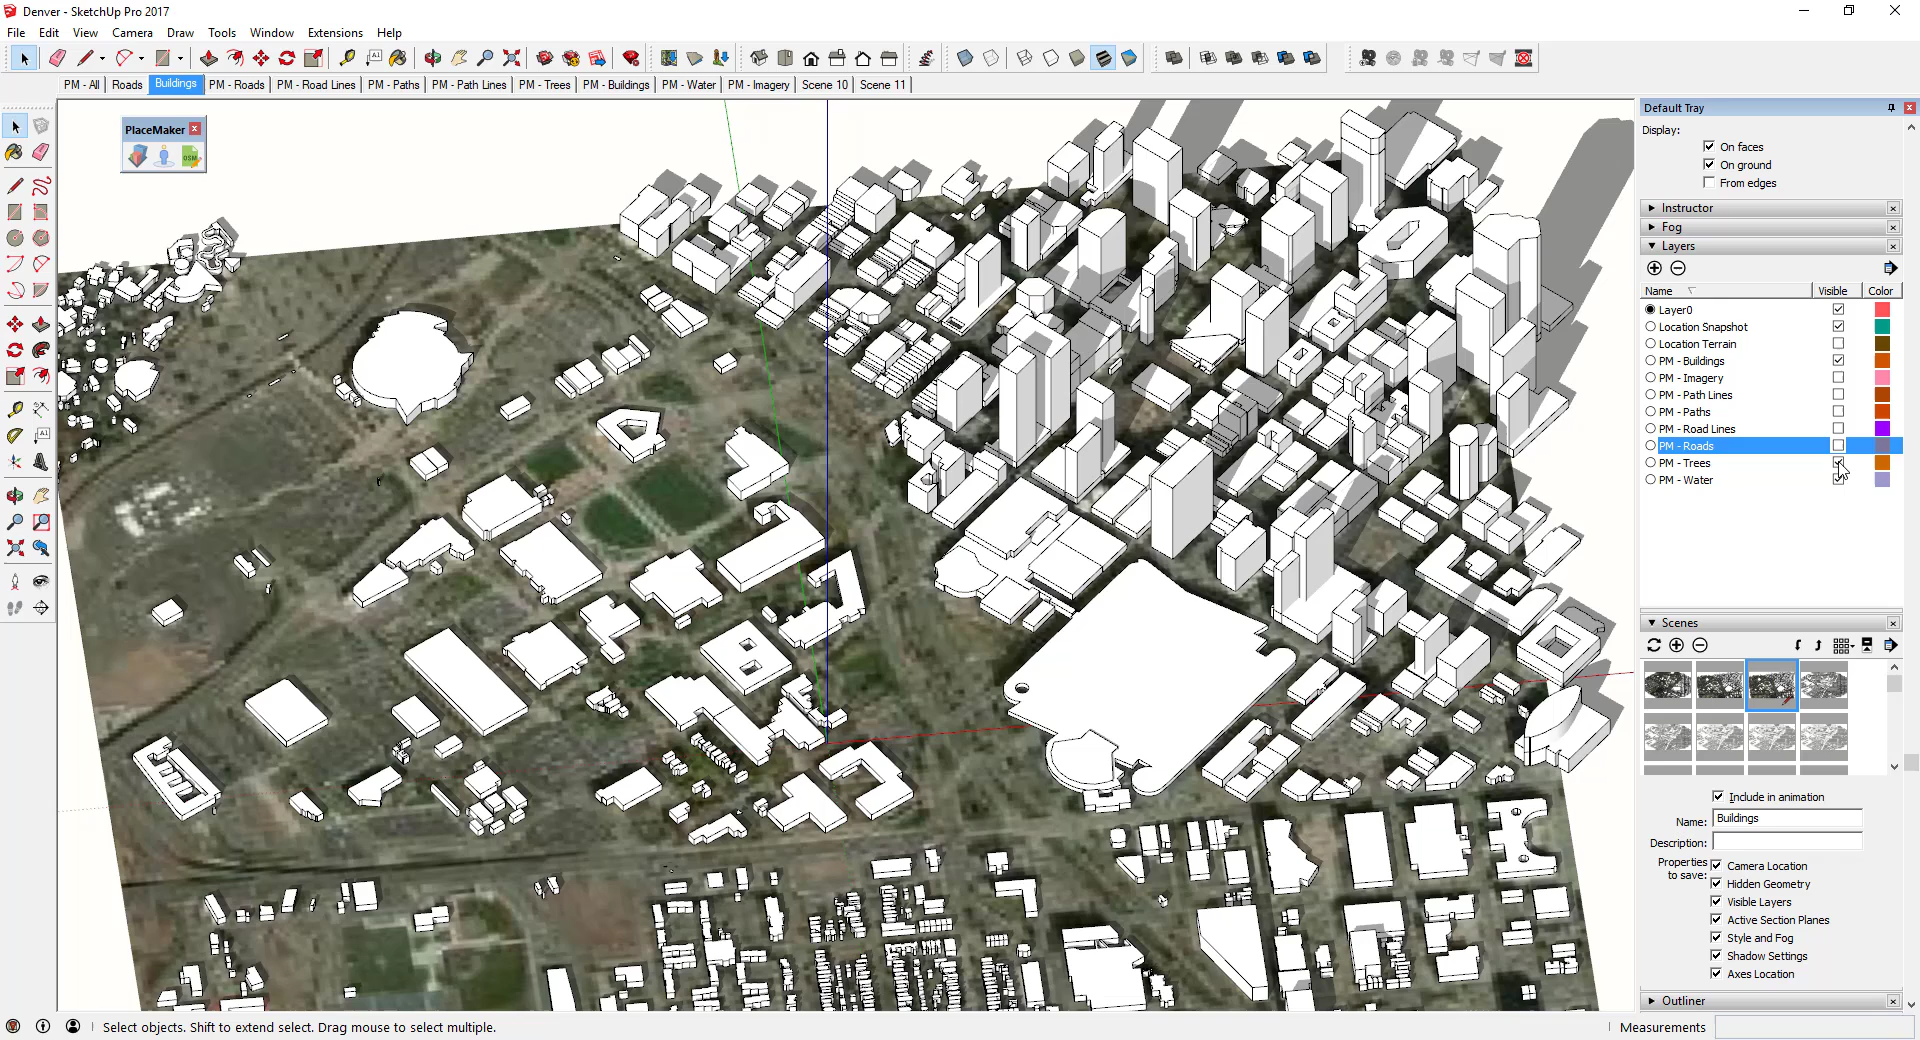 Denver - SketchUp Pro 2017
File Edit View Camera Draw Tools Window Extensions Help
PM - All Roads Buildings PM - Roads PM - Road Lines PM - Paths PM - Path Lines PM - Trees PM - Buildings PM - Water PM - Imagery Scene 10 Scene 11
PlaceMaker
OSM
Default Tray
Display:
On faces
On ground
From edges
Instructor
Fog
Layers
Name Visible Color
Layer0
Location Snapshot
Location Terrain
PM - Buildings
PM - Imagery
PM - Path Lines
PM - Paths
PM - Road Lines
PM - Roads
PM - Trees
PM - Water
Scenes
Include in animation
Name: Buildings
Description:
Properties to save:
Camera Location
Hidden Geometry
Visible Layers
Active Section Planes
Style and Fog
Shadow Settings
Axes Location
Outliner
Select objects. Shift to extend select. Drag mouse to select multiple.
Measurements